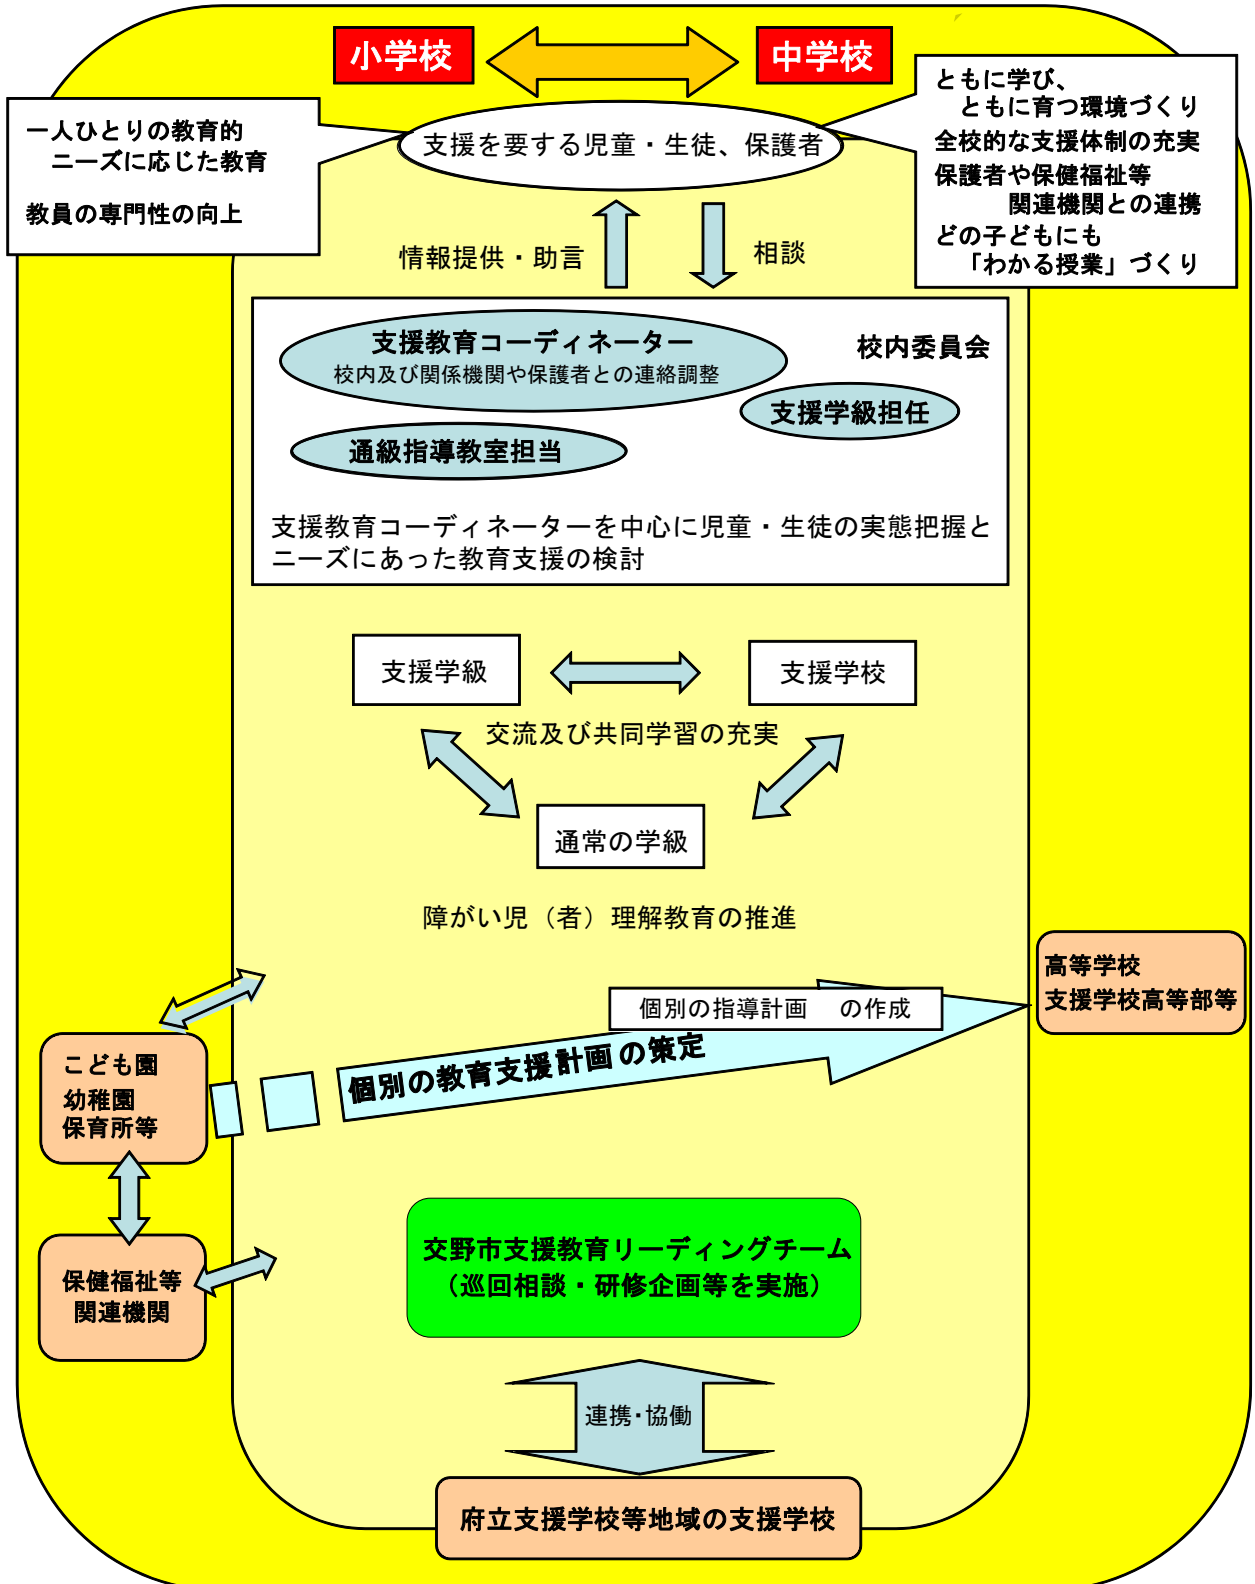 小学校
中学校
一人ひとりの教育的
ニーズに応じた教育
教員の専門性の向上
支援を要する児童・生徒、保護者
ともに学び、
ともに育つ環境づくり
全校的な支援体制の充実
保護者や保健福祉等
関連機関との連携
どの子どもにも
「わかる授業」づくり
情報提供・助言
相談
支援教育コーディネーター
校内及び関係機関や保護者との連絡調整
校内委員会
支援学級担任
通級指導教室担当
支援教育コーディネーターを中心に児童・生徒の実態把握と
ニーズにあった教育支援の検討
支援学級
支援学校
交流及び共同学習の充実
通常の学級
障がい児（者）理解教育の推進
高等学校
支援学校高等部等
個別の指導計画　の作成
個別の教育支援計画の策定
こども園
幼稚園
保育所等
保健福祉等
関連機関
交野市支援教育リーディングチーム
（巡回相談・研修企画等を実施）
連携・協働
府立支援学校等地域の支援学校